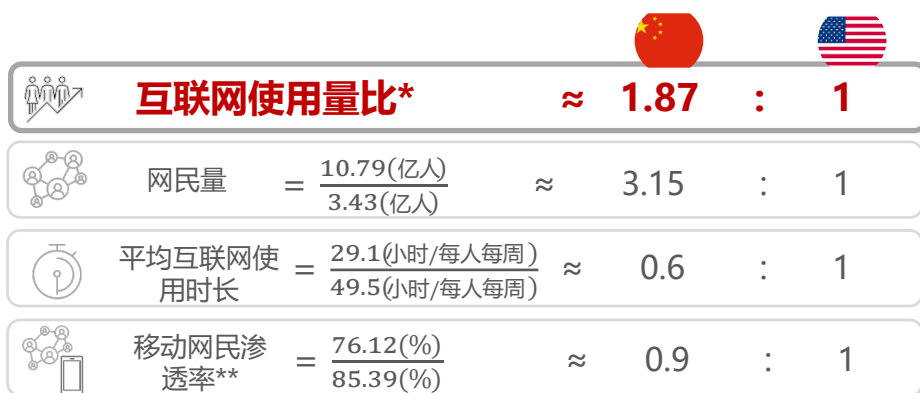 互联网使用量比* ≈ 1.87 : 1
网民量 = 10.79(亿人) / 3.43(亿人) ≈ 3.15 : 1
平均互联网使用时长 = 29.1(小时/每人每周) / 49.5(小时/每人每周) ≈ 0.6 : 1
移动网民渗透率** = 76.12(%) / 85.39(%) ≈ 0.9 : 1